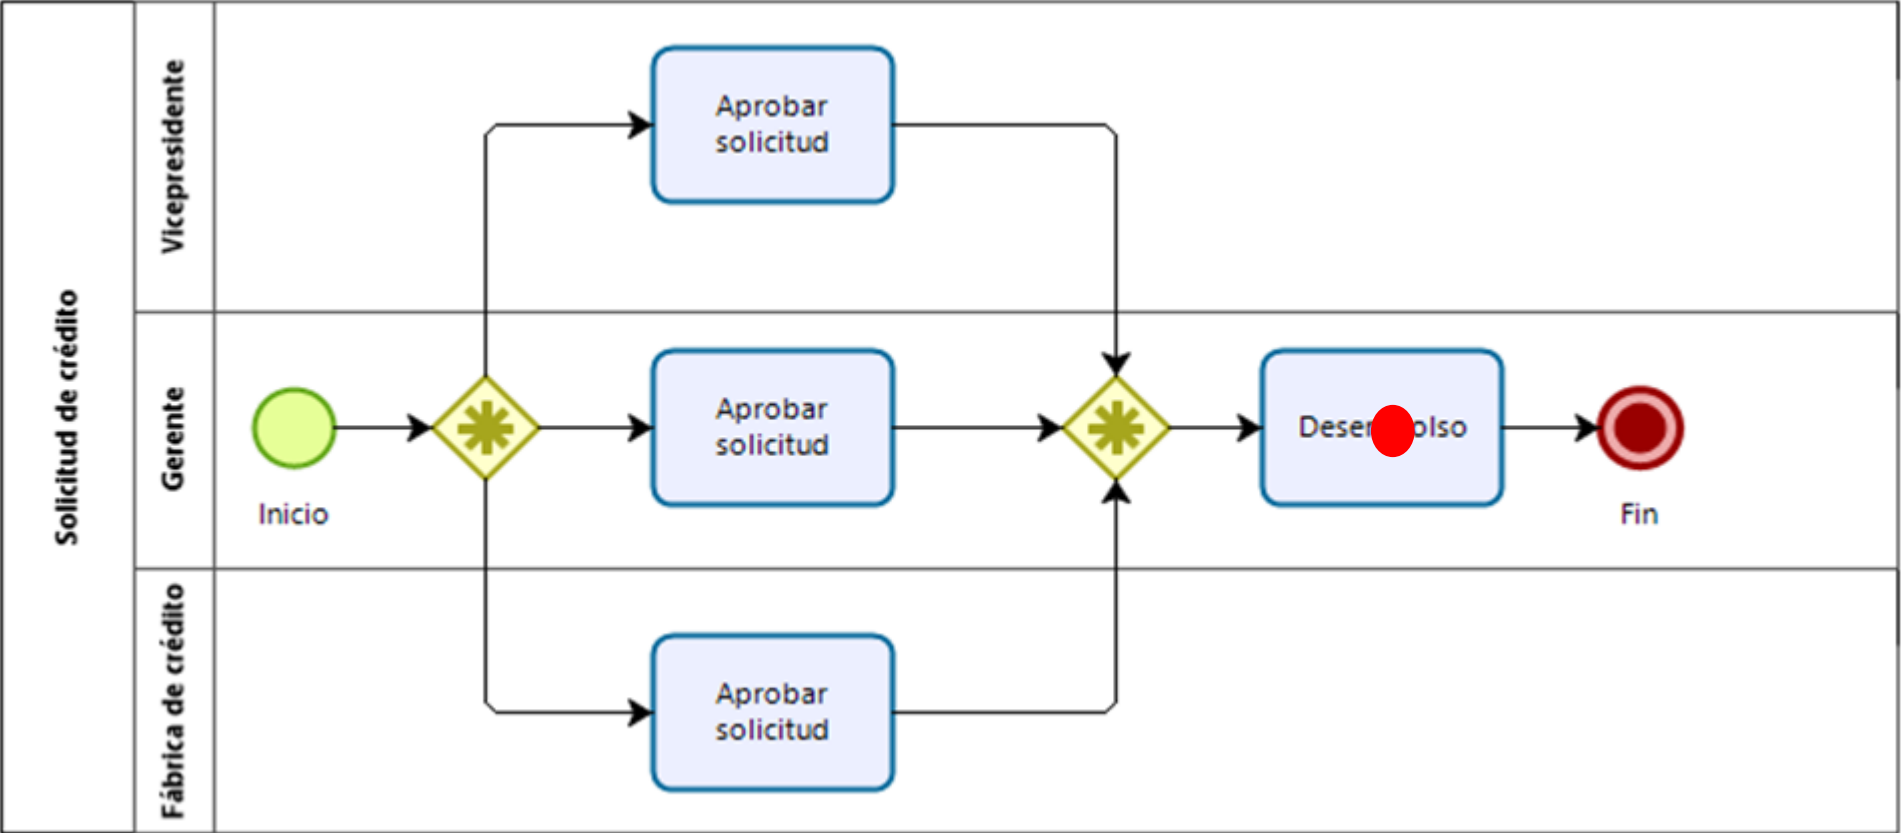 Solicitud de crédito
Vicepresidente
Aprobar
solicitud
Gerente
Inicio
Aprobar
solicitud
Fin
Fábrica de crédito
Aprobar
solicitud